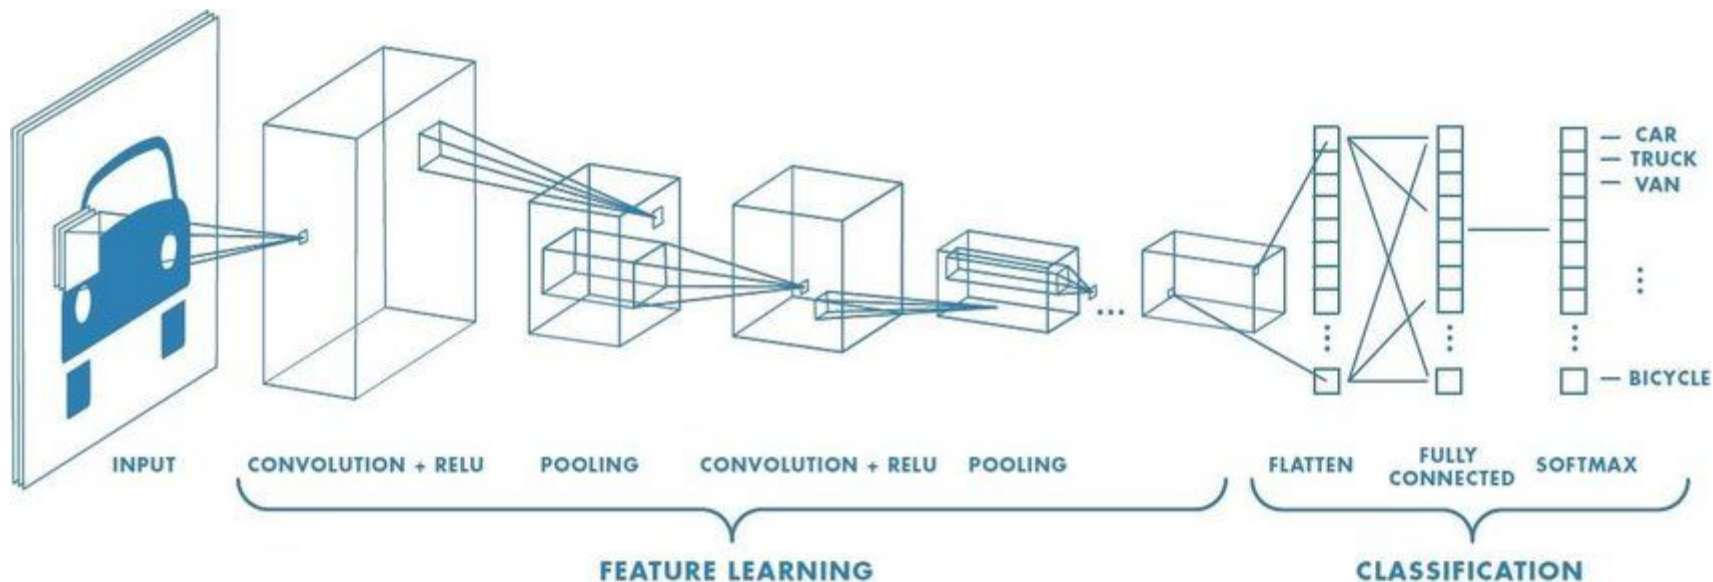 CAR
TRUCK
VAN
BICYCLE
INPUT
CONVOLUTION + RELU
POOLING
CONVOLUTION + RELU
POOLING
FLATTEN
FULLY
CONNECTED
SOFTMAX
FEATURE LEARNING
CLASSIFICATION